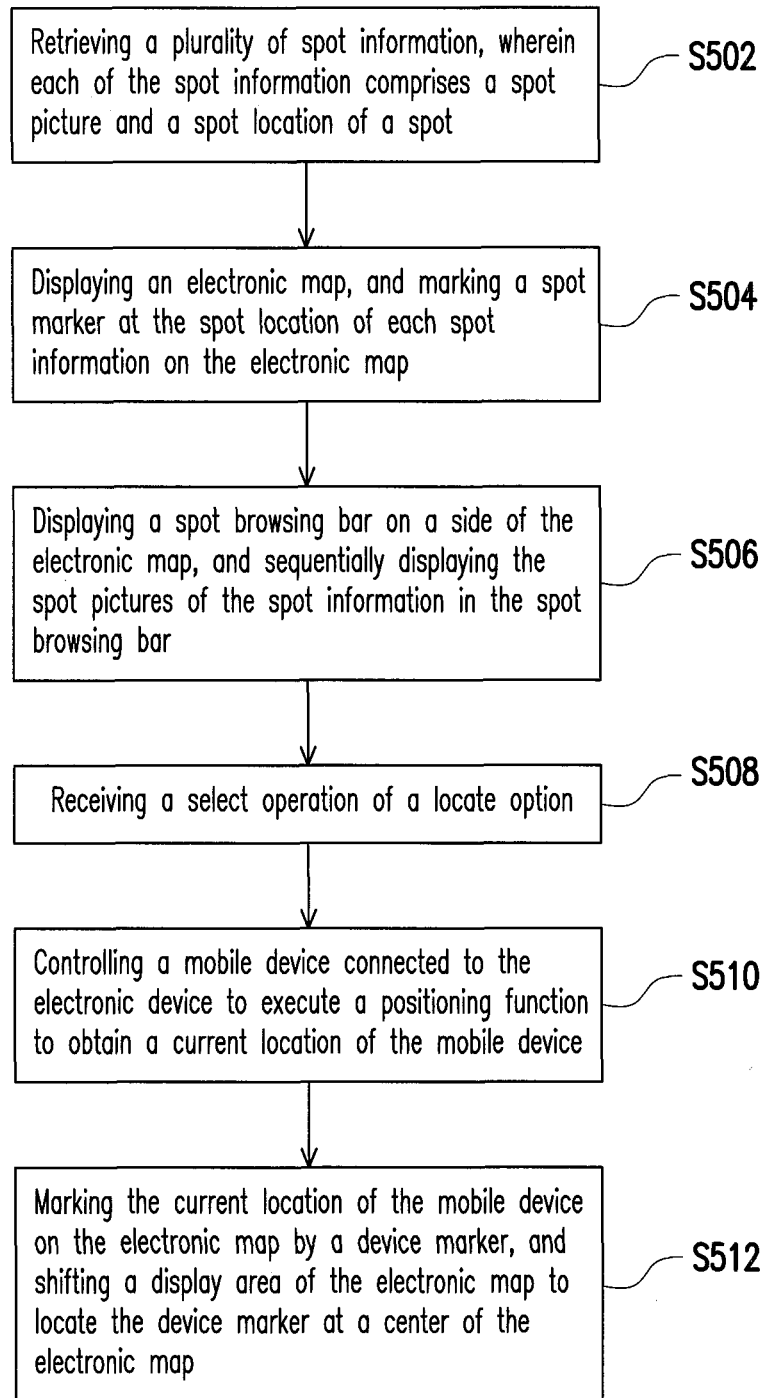 Retrieving a plurality of spot information, wherein
each of the spot information comprises a spot
picture and a spot location of a spot
S502
Displaying an electronic map, and marking a spot
marker at the spot location of each spot
information on the electronic map
S504
Displaying a spot browsing bar on a side of the
electronic map, and sequentially displaying the
spot pictures of the spot information in the spot
browsing bar
S506
Receiving a select operation of a locate option
S508
Controlling a mobile device connected to the
electronic device to execute a positioning function
to obtain a current location of the mobile device
S510
Marking the current location of the mobile device
on the electronic map by a device marker, and
shifting a display area of the electronic map to
locate the device marker at a center of the
electronic map
S512